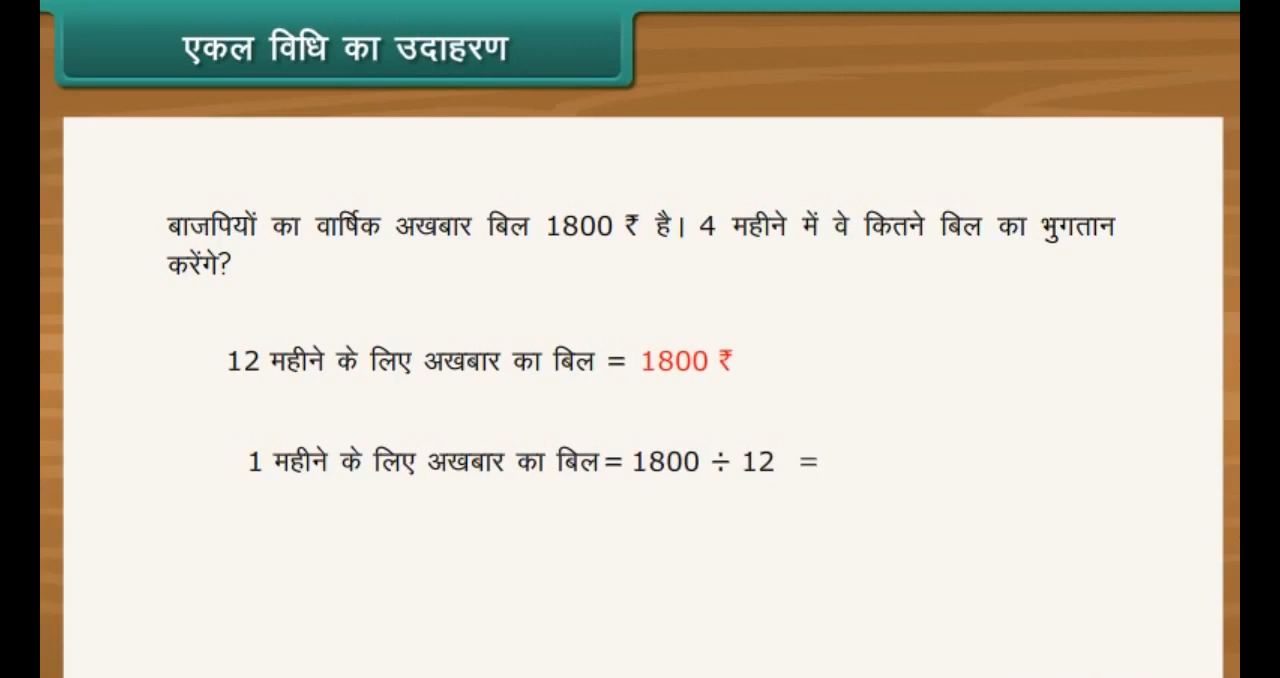 एकल विधि का उदाहरण
बाजपियों का वार्षिक अखबार बिल 1800 ₹ है। 4 महीने में वे कितने बिल का भुगतान
करेंगे?
12 महीने के लिए अखबार का बिल = 1800 ₹
1 महीने के लिए अखबार का बिल = 1800 ÷ 12 =